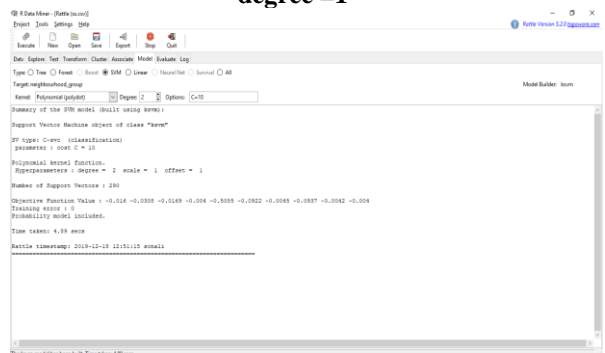 degree =1
R Data Miner - [Rattle (ss.csv)]
Project Tools Settings Help
Rattle Version 5.2.0 togaware.com
Execute New Open Save Export Stop Quit
Data Explore Test Transform Cluster Associate Model Evaluate Log
Type: Tree Forest Boost SVM Linear Neural Net Survival All
Target: neighbourhood_group Model Builder: ksvm
Kernel: Polynomial (polydot) Degree: 2 Options: C=10
Summary of the SVM model (built using ksvm):
Support Vector Machine object of class "ksvm"
SV type: C-svc (classification)
parameter : cost C = 10
Polynomial kernel function.
Hyperparameters : degree = 2 scale = 1 offset = 1
Number of Support Vectors : 290
Objective Function Value : -0.016 -0.0308 -0.0169 -0.006 -0.5055 -0.0922 -0.0045 -0.0937 -0.0042 -0.004
Training error : 0
Probability model included.
Time taken: 4.89 secs
Rattle timestamp: 2019-12-18 12:51:15 sonali